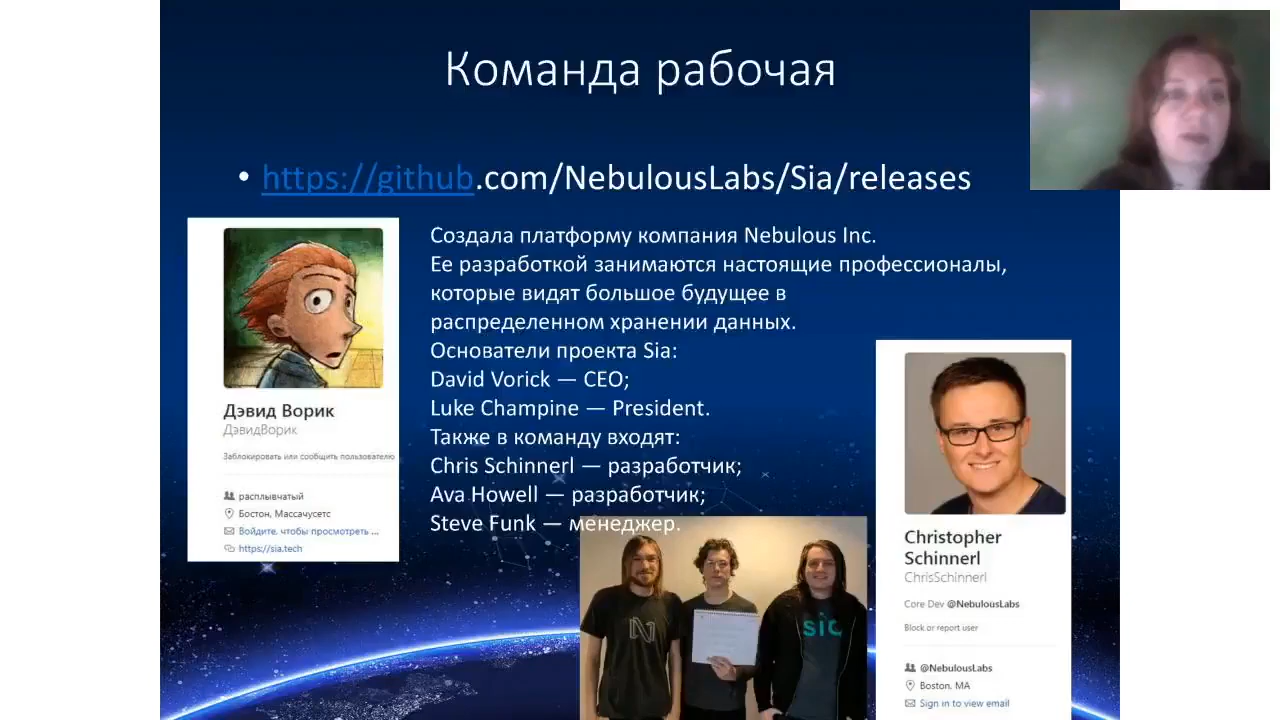 Команда рабочая
• https://github.com/NebulousLabs/Sia/releases
Создала платформу компания Nebulous Inc.
Ее разработкой занимаются настоящие профессионалы,
которые видят большое будущее в
распределенном хранении данных.
Основатели проекта Sia:
David Vorick — CEO;
Luke Champine — President.
Также в команду входят:
Chris Schinnerl — разработчик;
Ava Howell — разработчик;
Steve Funk — менеджер.
Дэвид Ворик
ДэвидВорик
Заблокировать или сообщить пользователю
расплывчатый
Бостон, Массачусетс
Войдите, чтобы просмотреть ...
https://sia.tech
sia
Christopher
Schinnerl
ChrisSchinnerl
Core Dev @NebulousLabs
Block or report user
@NebulousLabs
Boston, MA
Sign in to view email